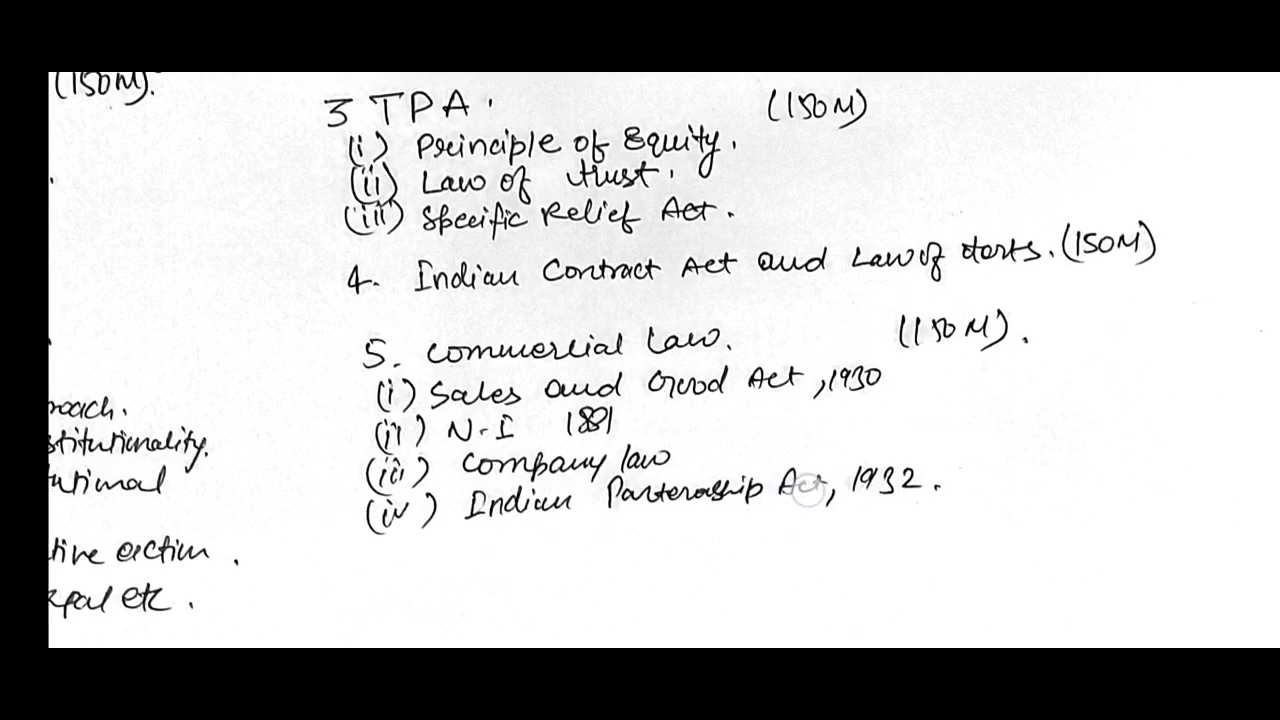 (150M).
3 TPA.
(150M)
(i) Principle of Equity.
(ii) Law of trust.
(iii) Specific Relief Act.
4. Indian Contract Act and Law of torts. (150M)
5. Commercial Law.
(150M).
(i) Sales and Good Act, 1930
(ii) N-I 1881
(iii) Company law
(iv) Indian Partnership Act, 1932.
roach.
stitutionality.
utional
tive action.
pal etc.